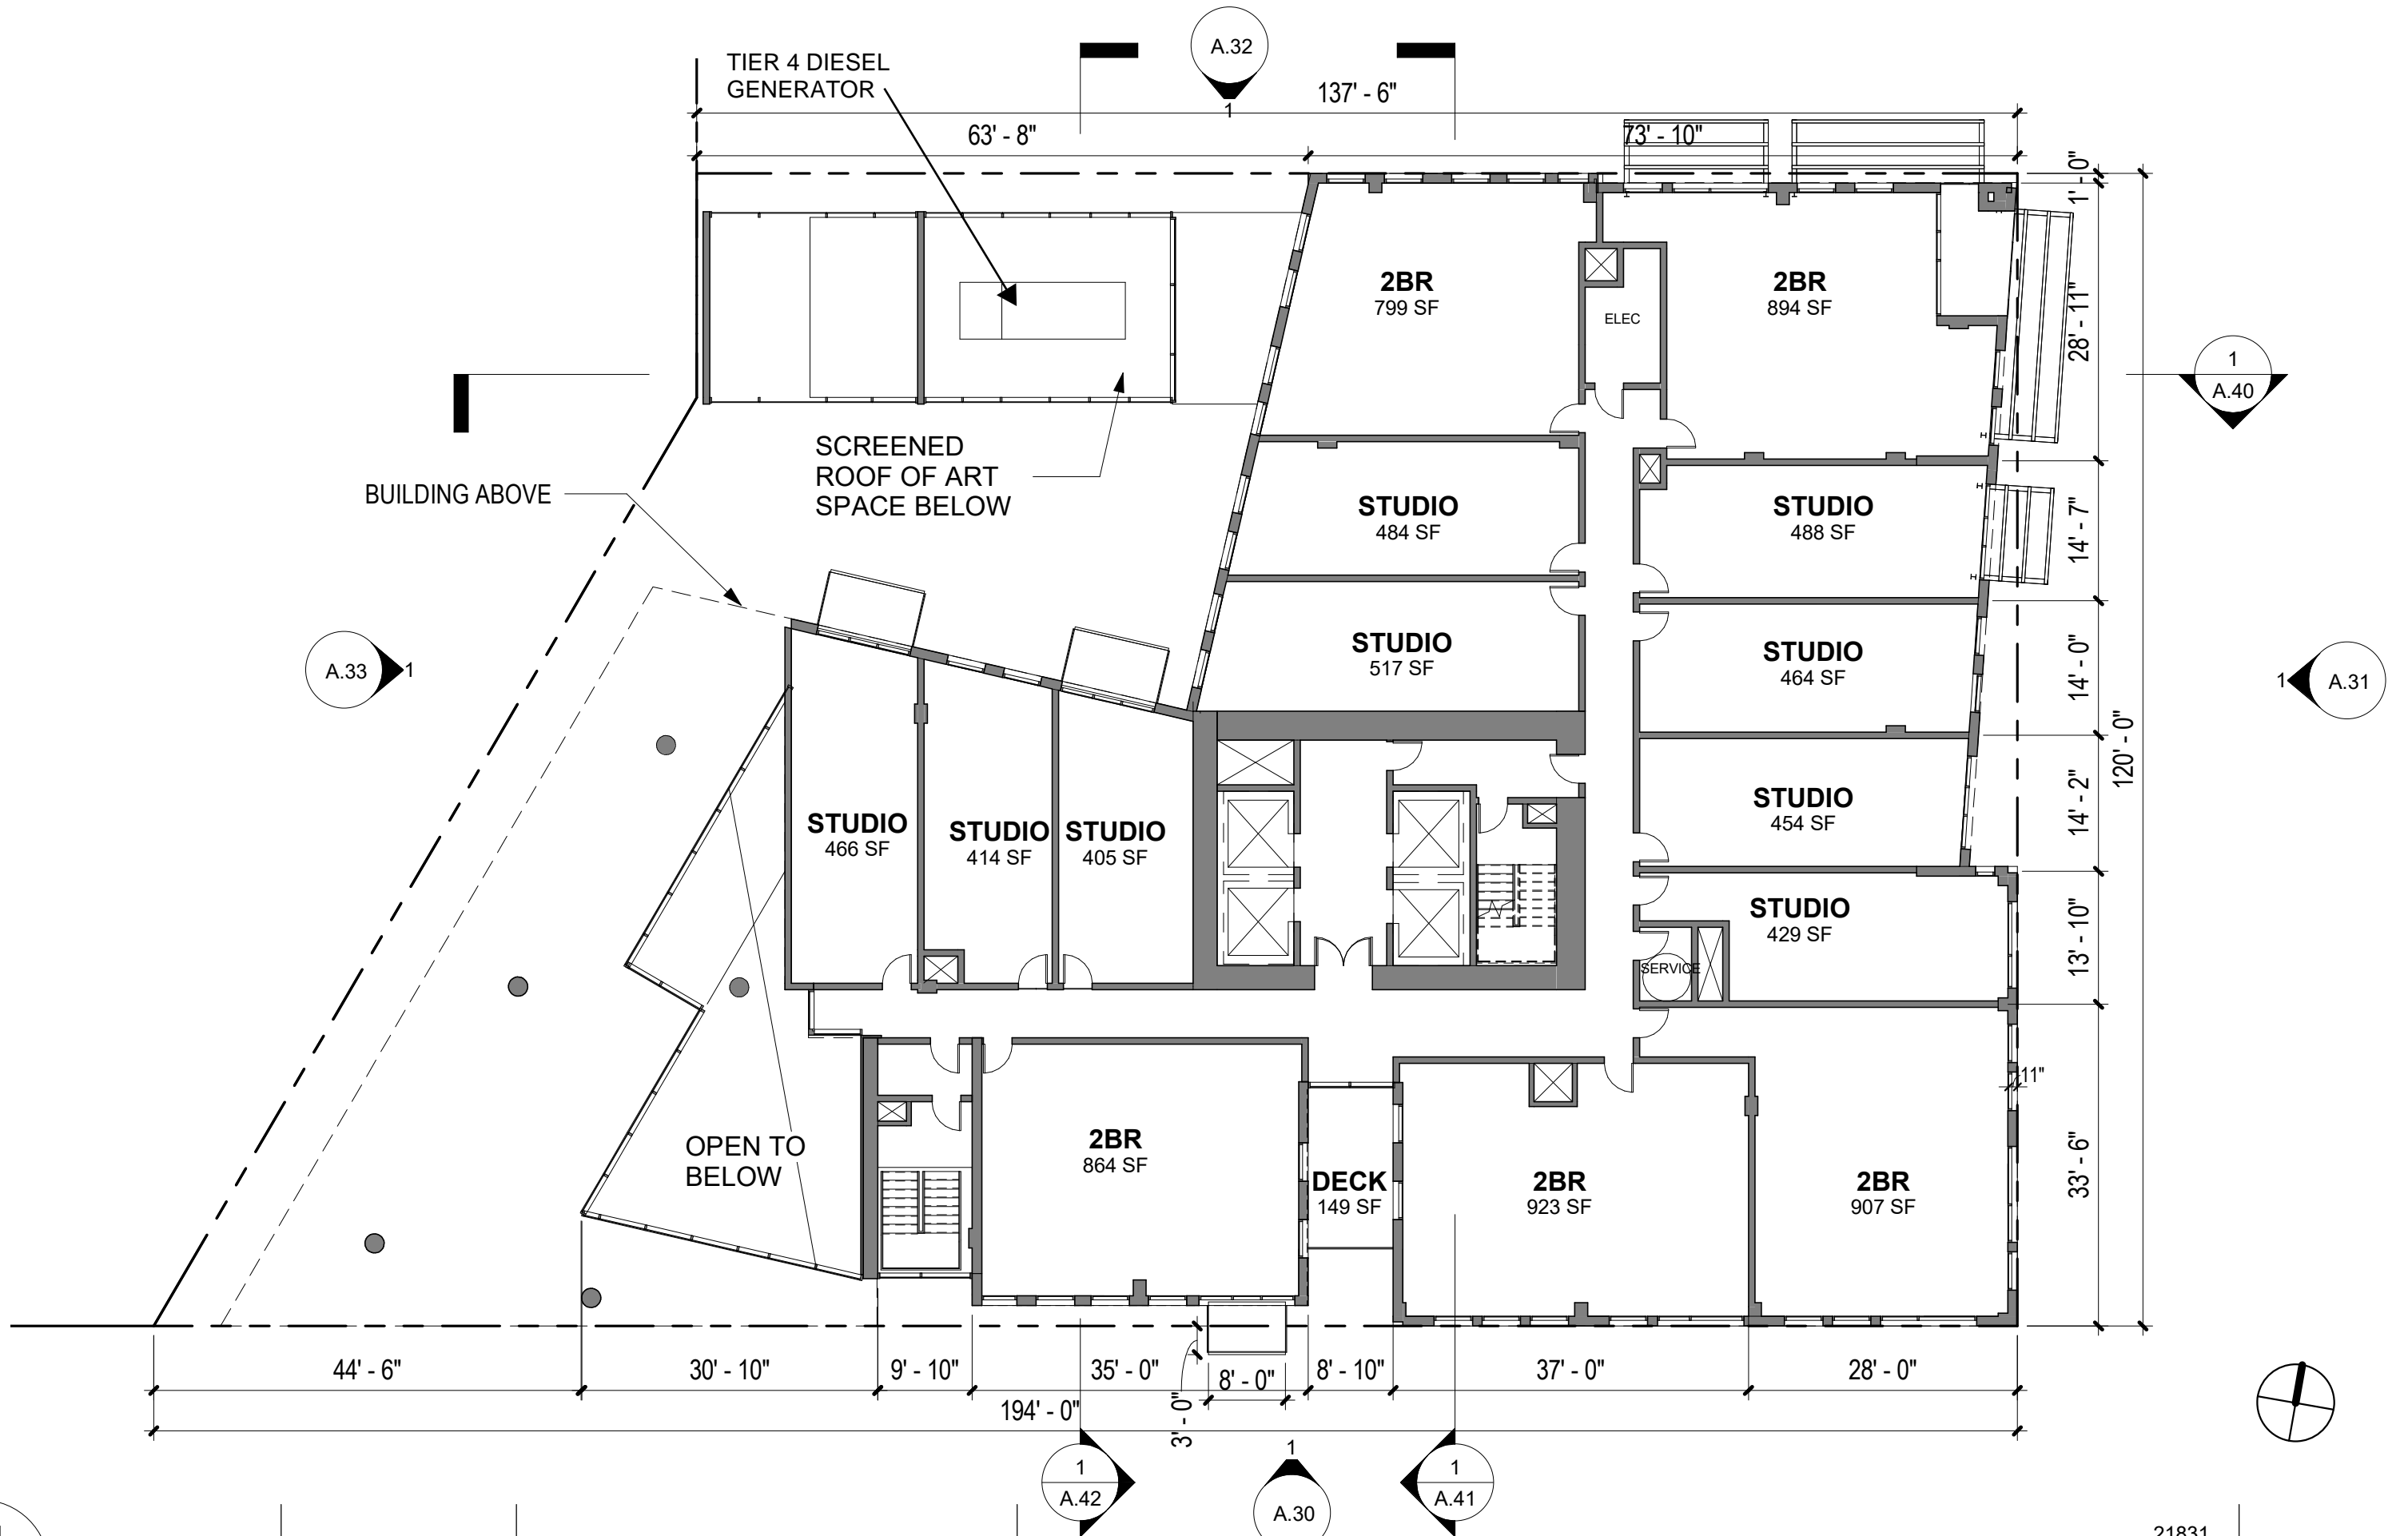 A.32
1
TIER 4 DIESEL
GENERATOR
137' - 6"
63' - 8"
73' - 10"
1' - 0"
2BR
799 SF
ELEC
2BR
894 SF
28' - 11"
1
A.40
SCREENED
ROOF OF ART
SPACE BELOW
BUILDING ABOVE
STUDIO
484 SF
STUDIO
488 SF
14' - 7"
A.33
1
STUDIO
517 SF
STUDIO
464 SF
14' - 0"
1
A.31
120' - 0"
STUDIO
466 SF
STUDIO
414 SF
STUDIO
405 SF
STUDIO
454 SF
14' - 2"
STUDIO
429 SF
SERVICE
13' - 10"
11"
OPEN TO
BELOW
2BR
864 SF
DECK
149 SF
2BR
923 SF
2BR
907 SF
33' - 6"
44' - 6"
30' - 10"
9' - 10"
35' - 0"
8' - 0"
8' - 10"
37' - 0"
28' - 0"
194' - 0"
3' - 0"
1
A.42
1
A.30
1
A.41
21831